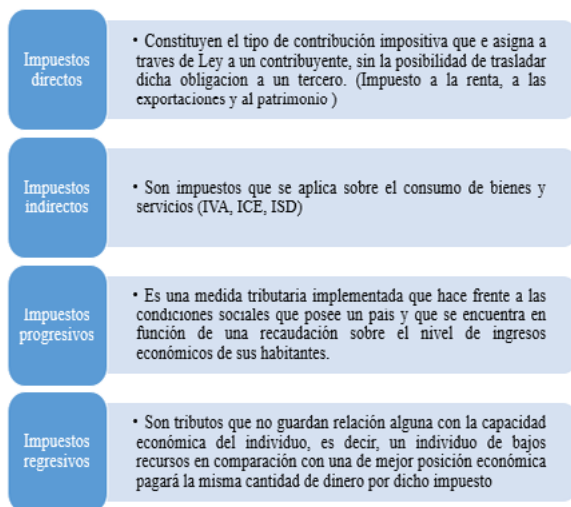 Impuestos
directos
• Constituyen el tipo de contribución impositiva que e asigna a
traves de Ley a un contribuyente, sin la posibilidad de trasladar
dicha obligacion a un tercero. (Impuesto a la renta, a las
exportaciones y al patrimonio )
Impuestos
indirectos
• Son impuestos que se aplica sobre el consumo de bienes y
servicios (IVA, ICE, ISD)
Impuestos
progresivos
• Es una medida tributaria implementada que hace frente a las
condiciones sociales que posee un pais y que se encuentra en
función de una recaudación sobre el nivel de ingresos
económicos de sus habitantes.
Impuestos
regresivos
• Son tributos que no guardan relación alguna con la capacidad
económica del individuo, es decir, un individuo de bajos
recursos en comparación con una de mejor posición económica
pagará la misma cantidad de dinero por dicho impuesto